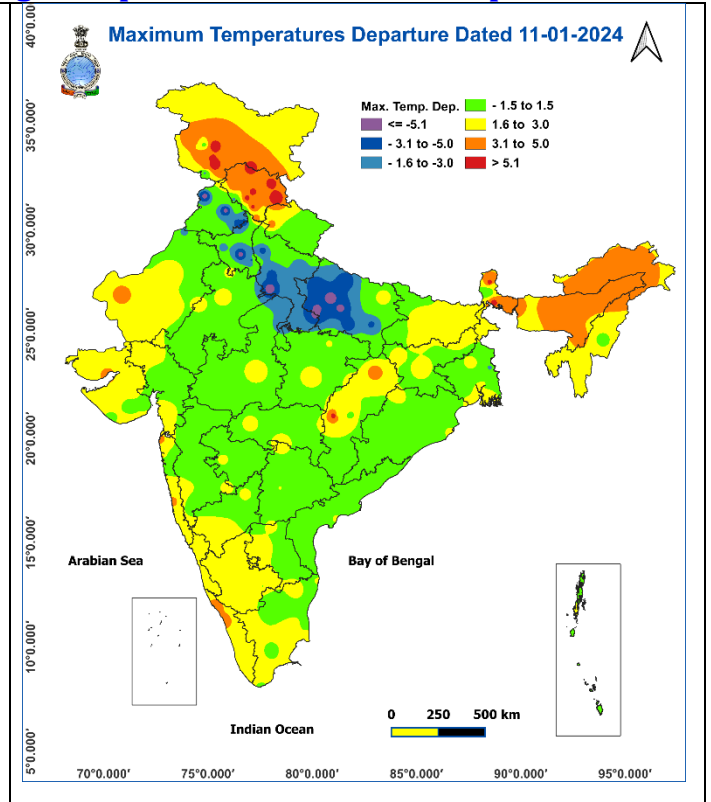 Maximum Temperatures Departure Dated 11-01-2024
Max. Temp. Dep.
<= -5.1
- 3.1 to -5.0
- 1.6 to -3.0
- 1.5 to 1.5
1.6 to 3.0
3.1 to 5.0
> 5.1
40°0.00
35°0.000'
30°0.000'
25°0.000'
20°0.000'
15°0.000'
10°0.000'
5°0.000'
Arabian Sea
Bay of Bengal
Indian Ocean
0 250 500 km
70°0.000' 75°0.000' 80°0.000' 85°0.000' 90°0.000' 95°0.000'